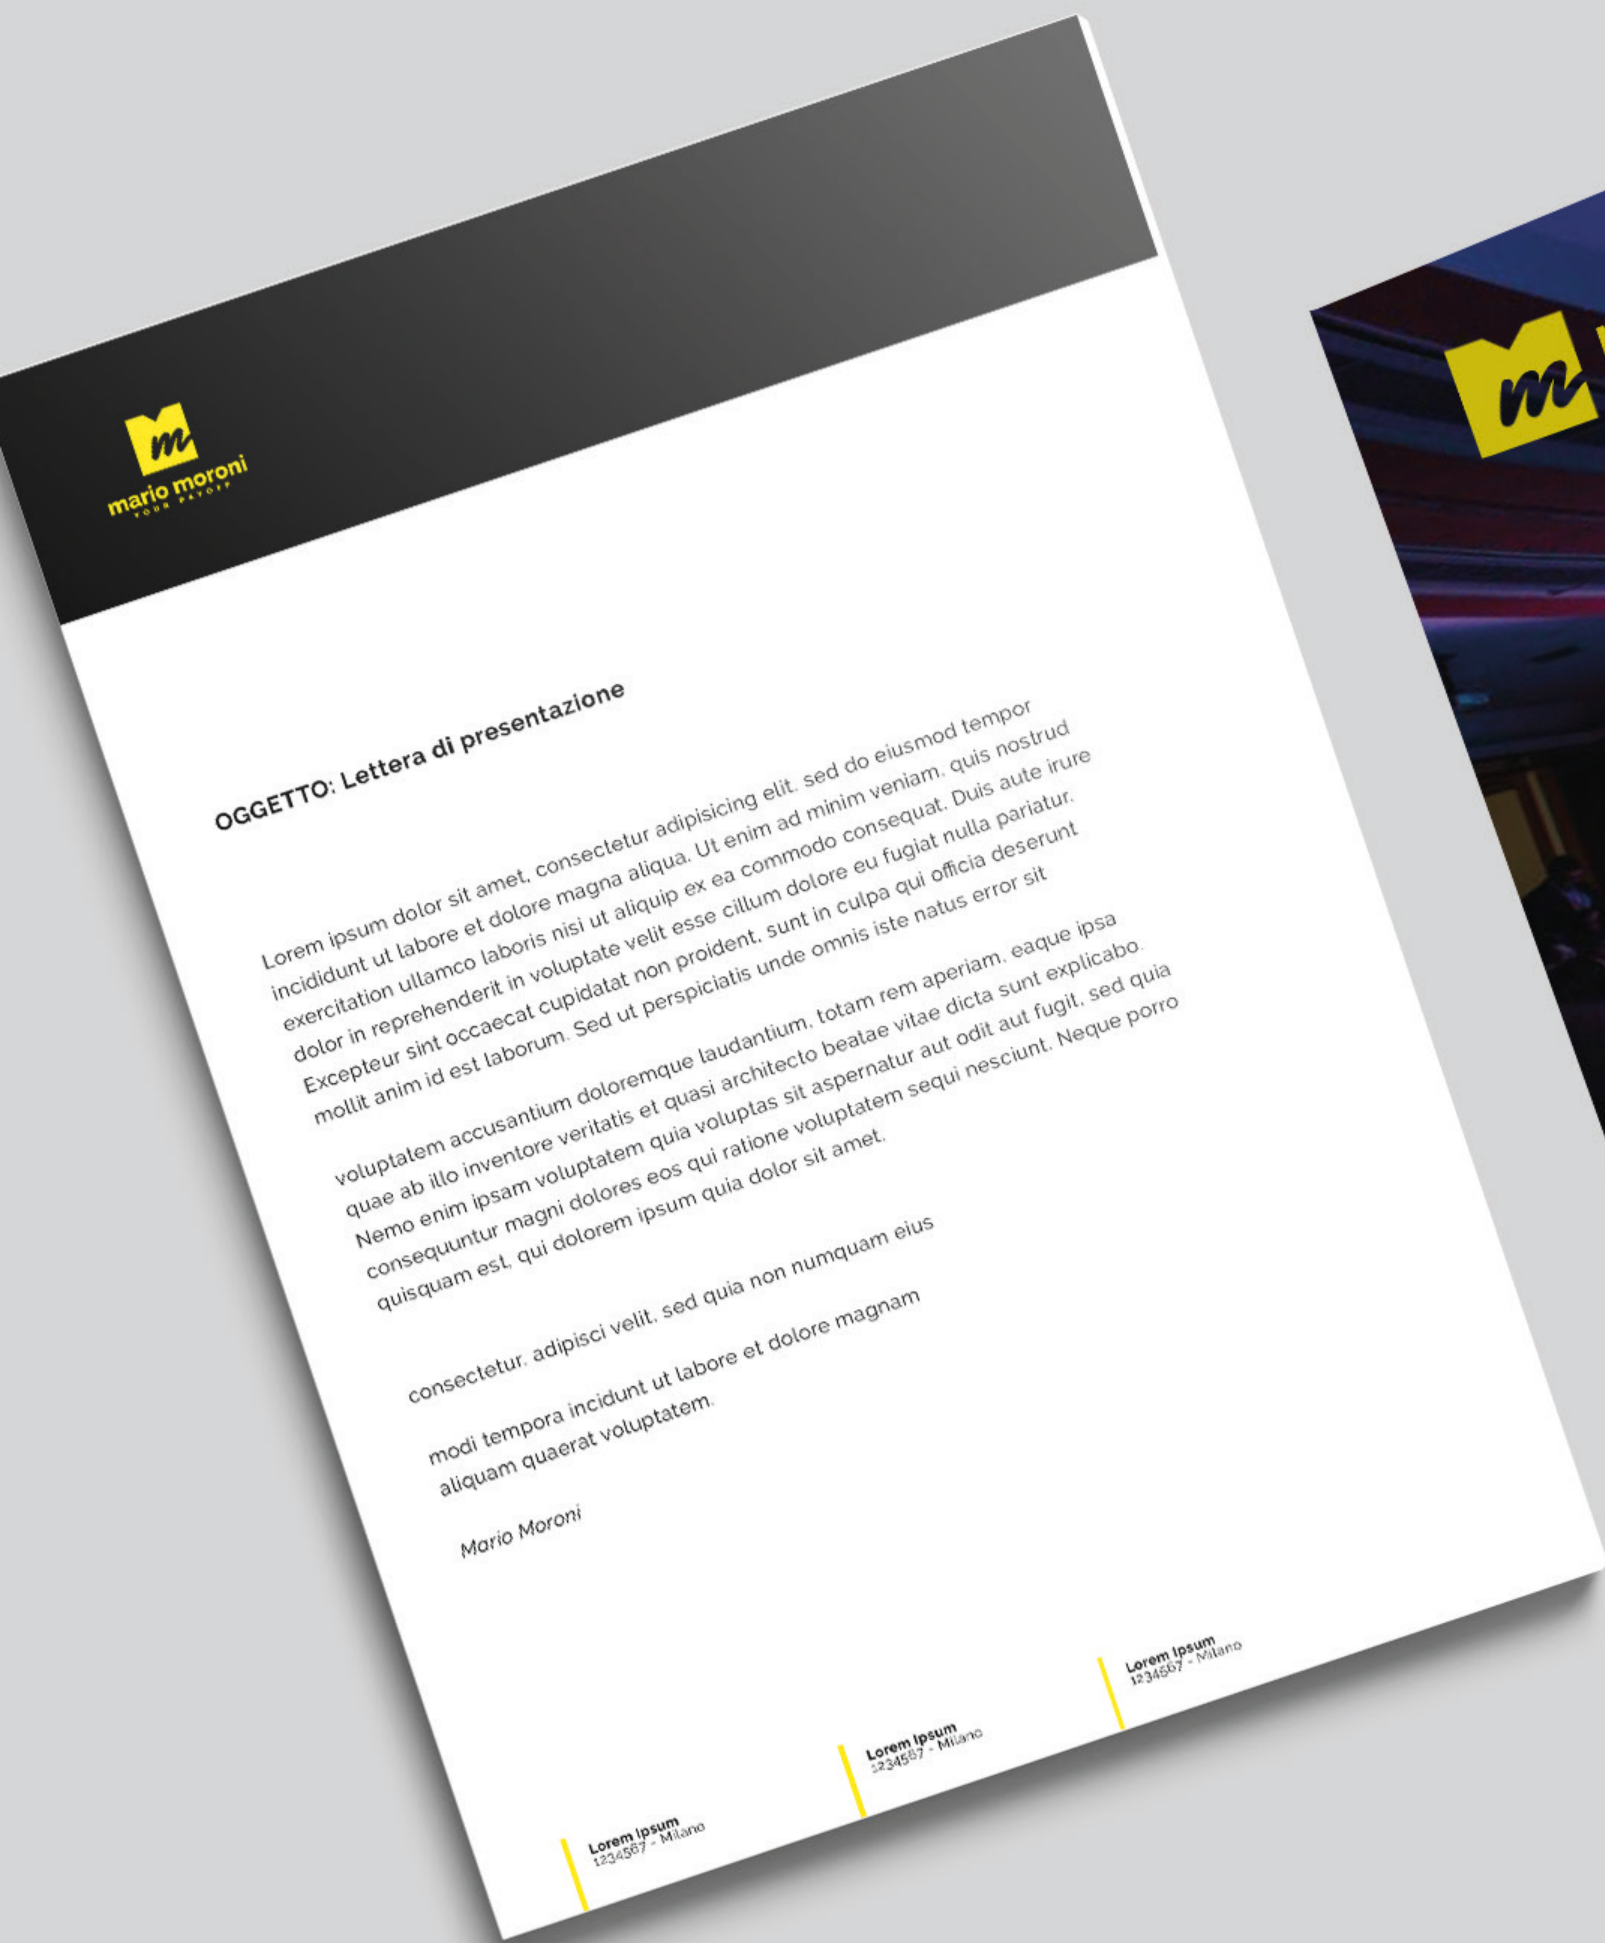 m
mario moroni
YOUR PAYOFF
OGGETTO: Lettera di presentazione
Lorem ipsum dolor sit amet, consectetur adipisicing elit, sed do eiusmod tempor
incididunt ut labore et dolore magna aliqua. Ut enim ad minim veniam, quis nostrud
exercitation ullamco laboris nisi ut aliquip ex ea commodo consequat. Duis aute irure
dolor in reprehenderit in voluptate velit esse cillum dolore eu fugiat nulla pariatur.
Excepteur sint occaecat cupidatat non proident, sunt in culpa qui officia deserunt
mollit anim id est laborum. Sed ut perspiciatis unde omnis iste natus error sit
voluptatem accusantium doloremque laudantium, totam rem aperiam, eaque ipsa
quae ab illo inventore veritatis et quasi architecto beatae vitae dicta sunt explicabo.
Nemo enim ipsam voluptatem quia voluptas sit aspernatur aut odit aut fugit, sed quia
consequuntur magni dolores eos qui ratione voluptatem sequi nesciunt. Neque porro
quisquam est, qui dolorem ipsum quia dolor sit amet,
consectetur, adipisci velit, sed quia non numquam eius
modi tempora incidunt ut labore et dolore magnam
aliquam quaerat voluptatem.
Mario Moroni
Lorem Ipsum
1234567 - Milano
Lorem Ipsum
1234567 - Milano
Lorem Ipsum
1234567 - Milano
m